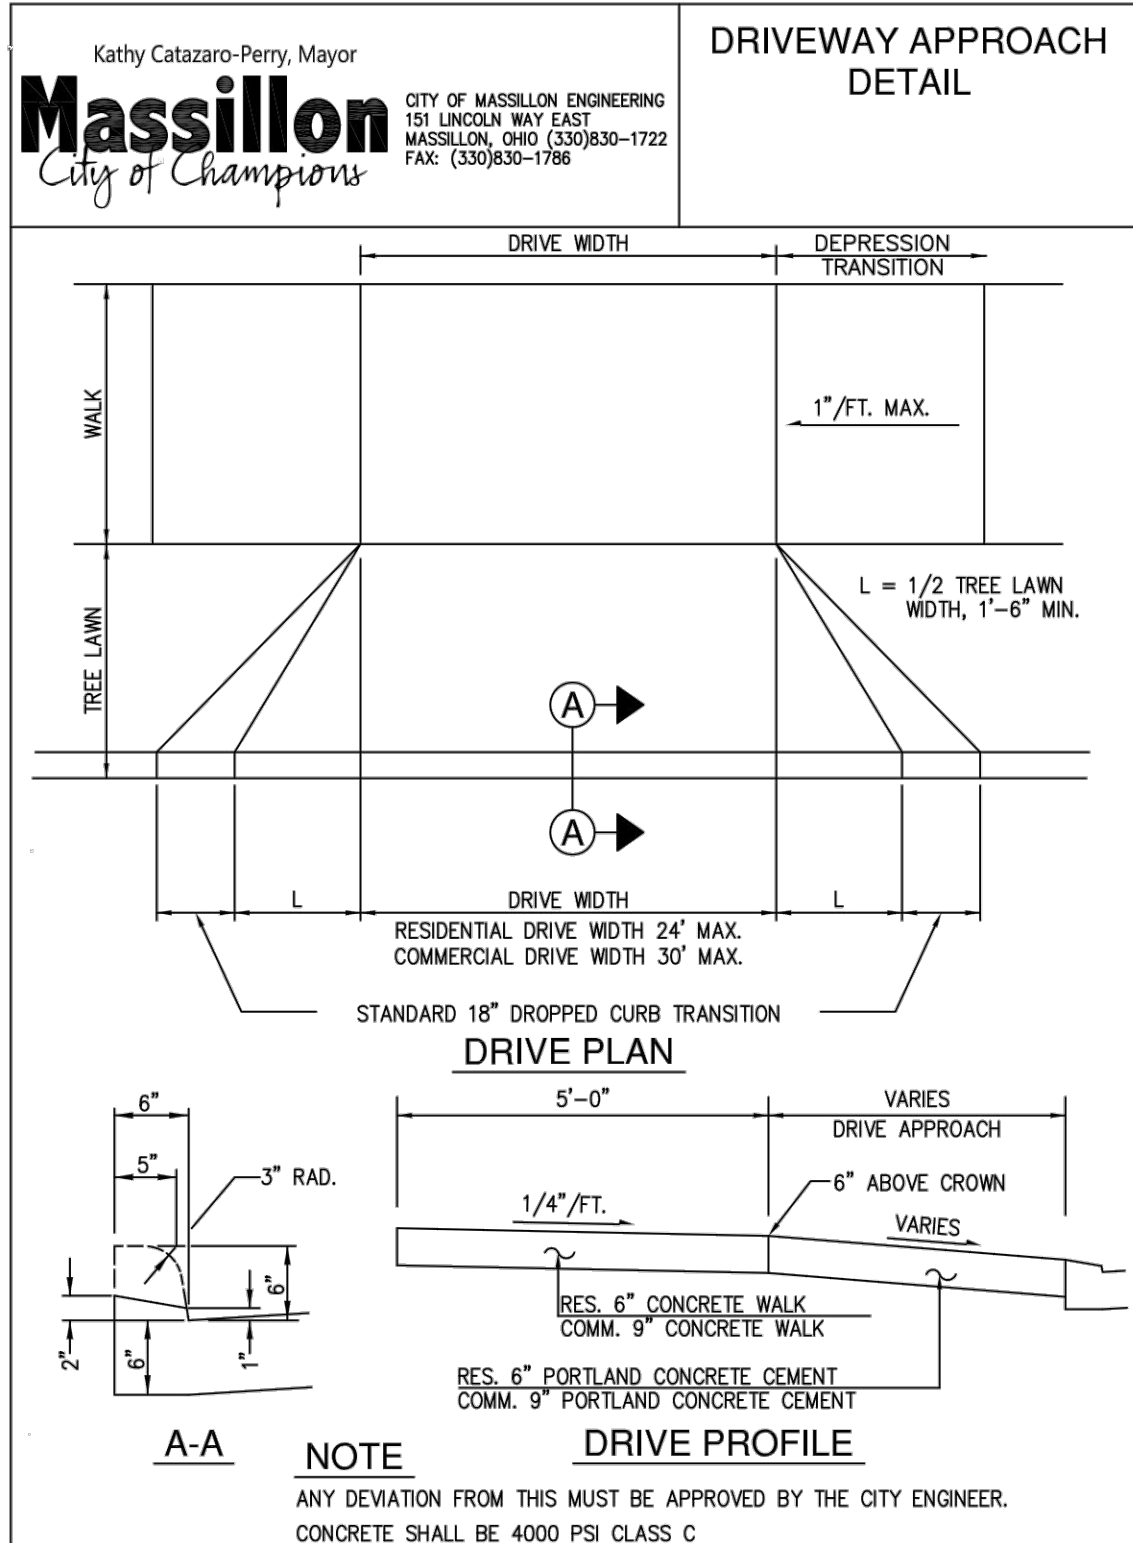 Kathy Catazaro-Perry, Mayor
Massillon
City of Champions
CITY OF MASSILLON ENGINEERING
151 LINCOLN WAY EAST
MASSILLON, OHIO (330)830-1722
FAX: (330)830-1786
DRIVEWAY APPROACH
DETAIL
DRIVE WIDTH
DEPRESSION
TRANSITION
WALK
1"/FT. MAX.
TREE LAWN
L = 1/2 TREE LAWN
WIDTH, 1'-6" MIN.
A
A
L
DRIVE WIDTH
L
RESIDENTIAL DRIVE WIDTH 24' MAX.
COMMERCIAL DRIVE WIDTH 30' MAX.
STANDARD 18" DROPPED CURB TRANSITION
DRIVE PLAN
6"
5"
3" RAD.
6"
2"
6"
1"
A-A
5'-0"
VARIES
DRIVE APPROACH
6" ABOVE CROWN
1/4"/FT.
VARIES
RES. 6" CONCRETE WALK
COMM. 9" CONCRETE WALK
RES. 6" PORTLAND CONCRETE CEMENT
COMM. 9" PORTLAND CONCRETE CEMENT
DRIVE PROFILE
NOTE
ANY DEVIATION FROM THIS MUST BE APPROVED BY THE CITY ENGINEER.
CONCRETE SHALL BE 4000 PSI CLASS C